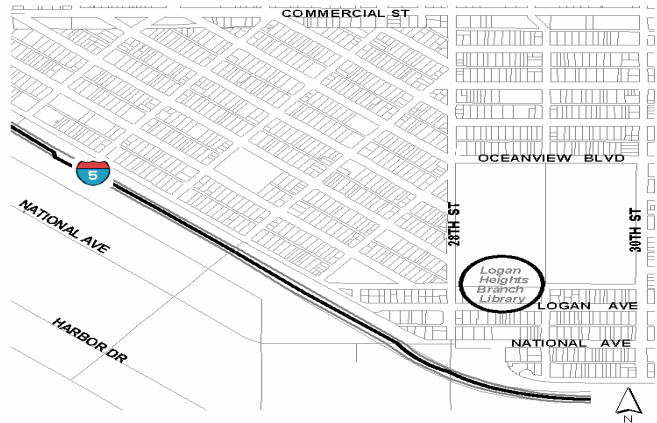 COMMERCIAL ST
OCEANVIEW BLVD
5
NATIONAL AVE
28TH ST
30TH ST
Logan
Heights
Branch
Library
LOGAN AVE
NATIONAL AVE
HARBOR DR
N